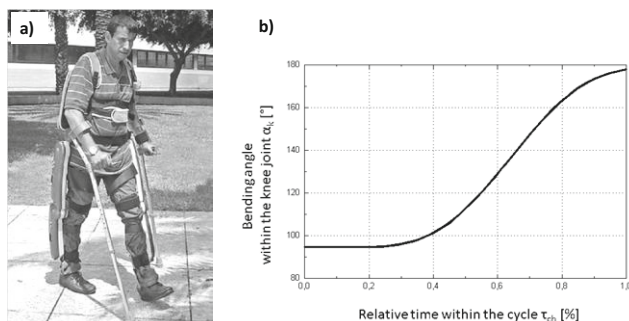 a)
b)
Bending angle
within the knee joint αk [°]
180
160
140
120
100
80
0,0
0,2
0,4
0,6
0,8
1,0
Relative time within the cycle τch [%]